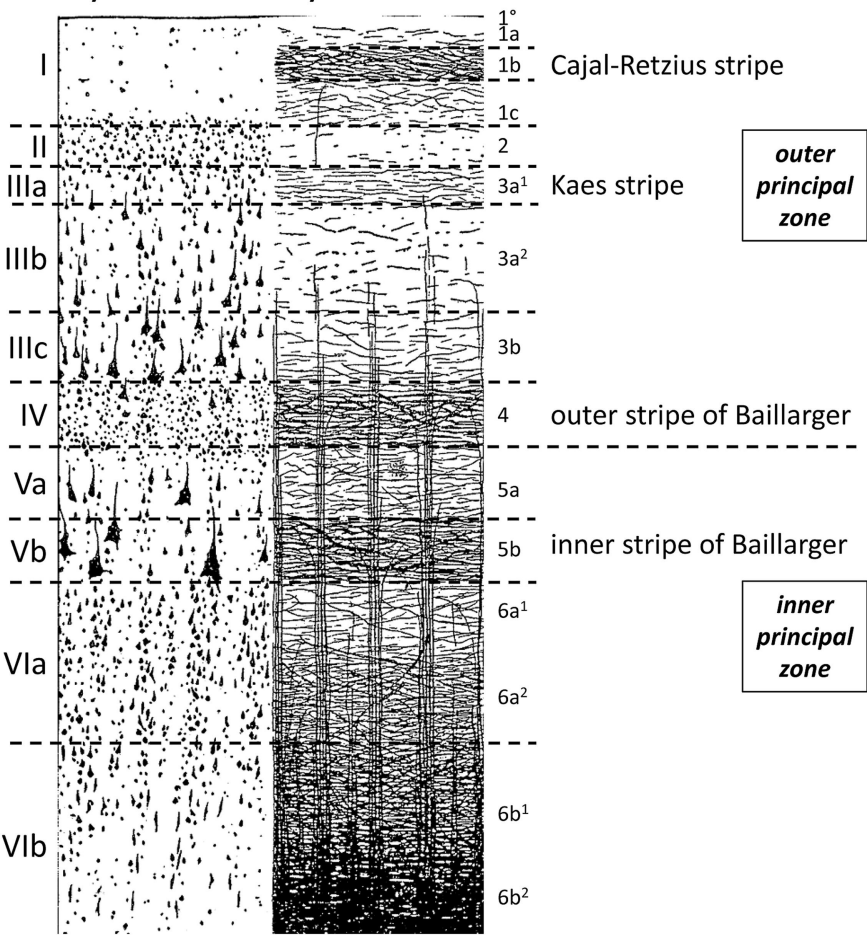 1°
1a
I
1b
Cajal-Retzius stripe
1c
II
2
outer
principal
zone
IIIa
3a¹
Kaes stripe
IIIb
3a²
IIIc
3b
IV
4
outer stripe of Baillarger
Va
5a
Vb
5b
inner stripe of Baillarger
6a¹
inner
principal
zone
VIa
6a²
6b¹
VIb
6b²